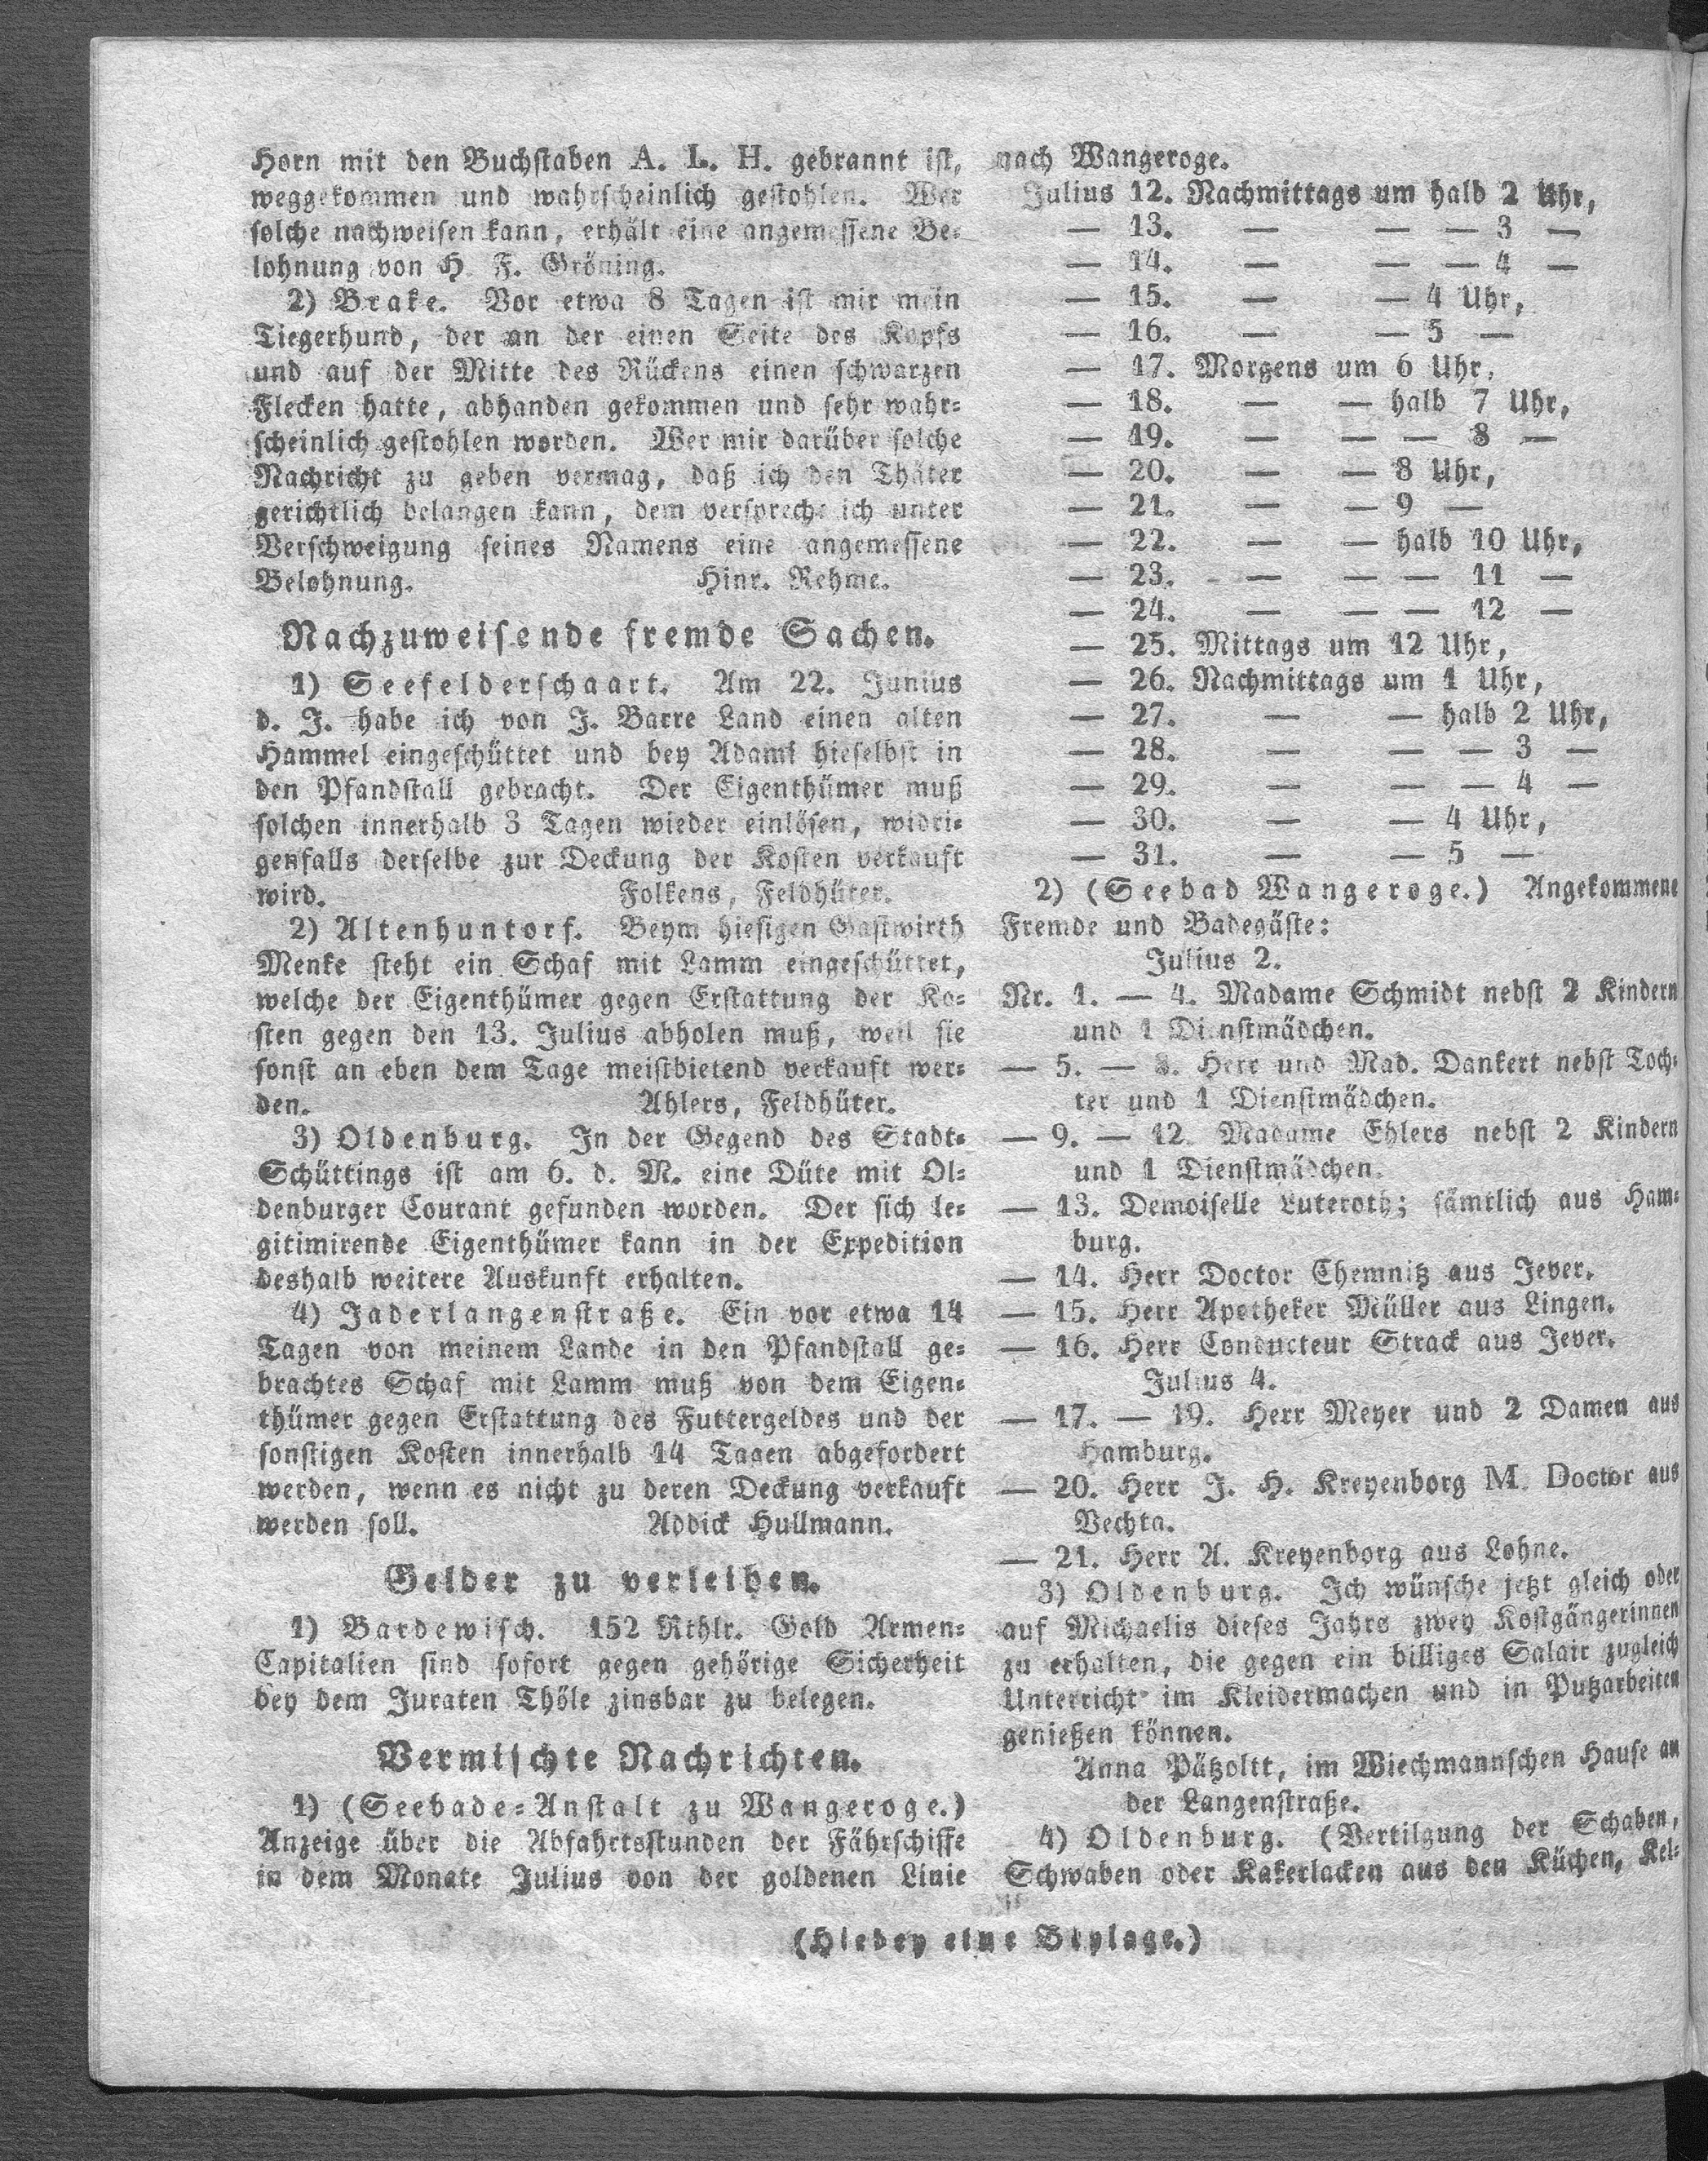 Horn mit den Buchstaben A. L. H. gebrannt ist,
weggekommen und wahrscheinlich gestohlen. Wer
solche nachweisen kann, erhält eine angemessene Be-
lohnung von H F. Gröning.
2) Brake. Vor etwa 8 Tagen ist mir mein
Tiegerhund, der an der einen Seite des Kopfs
und auf der Mitte des Rückens einen schwarzen
Flecken hatte, abhanden gekommen und sehr wahr-
scheinlich gestohlen worden. Wer mir darüber solche
Nachricht zu geben vermag, daß ich den Thäter
gerichtlich belangen kann, dem verspreche ich unter
Verschweigung seines Namens eine angemessene
Belohnung. Hinr. Rehme.
Nachzuweisende fremde Sachen.
1) Seefelderschaart. Am 22. Junius
d. J. habe ich von J. Barre Land einen alten
Hammel eingeschüttet und bey Adami hieselbst in
den Pfandstall gebracht. Der Eigenthümer muß
solchen innerhalb 3 Tagen wieder einlösen, widri-
genfalls derselbe zur Deckung der Kosten verkauft
wird. Folkens, Feldhüter.
2) Altenhuntorf. Beym hiesigen Gastwirth
Menke steht ein Schaf mit Lamm eingeschüttet,
welche der Eigenthümer gegen Erstattung der Ko-
sten gegen den 13. Julius abholen muß, weil sie
sonst an eben dem Tage meistbietend verkauft wer-
den. Ahlers, Feldhüter.
3) Oldenburg. In der Gegend des Stadt-
Schüttings ist am 6. d. M. eine Düte mit Ol-
denburger Courant gefunden worden. Der sich le-
gitimirende Eigenthümer kann in der Expedition
deshalb weitere Auskunft erhalten.
4) Jaderlangenstraße. Ein vor etwa 14
Tagen von meinem Lande in den Pfandstall ge-
brachtes Schaf mit Lamm muß von dem Eigen-
thümer gegen Erstattung des Futtergeldes und der
sonstigen Kosten innerhalb 14 Tagen abgefordert
werden, wenn es nicht zu deren Deckung verkauft
werden soll. Addick Hullmann.
Gelder zu verleihen.
1) Bardewisch. 152 Rthlr. Gold Armen-
Capitalien sind sofort gegen gehörige Sicherheit
bey dem Juraten Thöle zinsbar zu belegen.
Vermischte Nachrichten.
1) (Seebade-Anstalt zu Wangeroge.)
Anzeige über die Abfahrtsstunden der Fährschiffe
in dem Monate Julius von der goldenen Linie
nach Wangeroge.
Julius 12. Nachmittags um halb 2 Uhr,
— 13. — — — 3 —
— 14. — — — 4 —
— 15. — — 4 Uhr,
— 16. — — 5 —
— 17. Morgens um 6 Uhr,
— 18. — — halb 7 Uhr,
— 19. — — — 8 —
— 20. — — 8 Uhr,
— 21. — — 9 —
— 22. — — halb 10 Uhr,
— 23. — — — 11 —
— 24. — — — 12 —
— 25. Mittags um 12 Uhr,
— 26. Nachmittags um 1 Uhr,
— 27. — — halb 2 Uhr,
— 28. — — — 3 —
— 29. — — — 4 —
— 30. — — 4 Uhr,
— 31. — — 5 —
2) (Seebad Wangeroge.) Angekommene
Fremde und Badegäste:
Julius 2.
Nr. 1. — 4. Madame Schmidt nebst 2 Kindern
und 1 Dienstmädchen.
— 5. — 8. Herr und Mad. Dankert nebst Toch-
ter und 1 Dienstmädchen.
— 9. — 12. Madame Ehlers nebst 2 Kindern
und 1 Dienstmädchen.
— 13. Demoiselle Luteroth; sämtlich aus Ham-
burg.
— 14. Herr Doctor Chemnitz aus Jever.
— 15. Herr Apotheker Müller aus Lingen.
— 16. Herr Conducteur Strack aus Jever.
Julius 4.
— 17. — 19. Herr Meyer und 2 Damen aus
Hamburg.
— 20. Herr J. H. Kreyenborg M. Doctor aus
Vechta.
— 21. Herr A. Kreyenborg aus Lohne.
3) Oldenburg. Ich wünsche jetzt gleich oder
auf Michaelis dieses Jahrs zwey Kostgängerinnen
zu erhalten, die gegen ein billiges Salair zugleich
Unterricht im Kleidermachen und in Putzarbeiten
genießen können.
Anna Pätzoltt, im Wiechmannschen Hause an
der Langenstraße.
4) Oldenburg. (Vertilgung der Schaben,
Schwaben oder Kakerlacken aus den Küchen, Kel-
(Hiebey eine Beylage.)